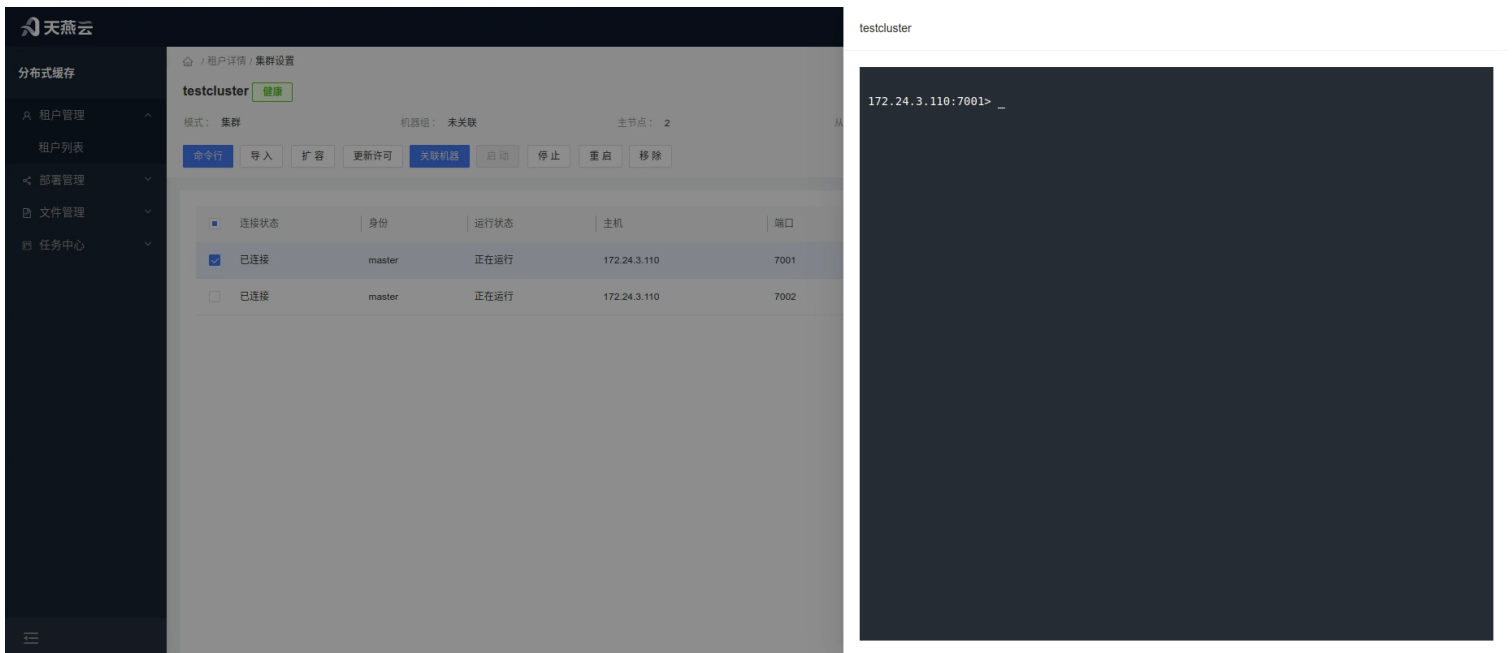 天燕云
分布式缓存
租户管理
租户列表
部署管理
文件管理
任务中心
/ 租户详情 / 集群设置
testcluster 健康
模式： 集群 机器组： 未关联 主节点： 2 从
命令行 导入 扩容 更新许可 关联机器 启动 停止 重启 移除
连接状态 身份 运行状态 主机 端口
已连接 master 正在运行 172.24.3.110 7001
已连接 master 正在运行 172.24.3.110 7002
testcluster
172.24.3.110:7001> _